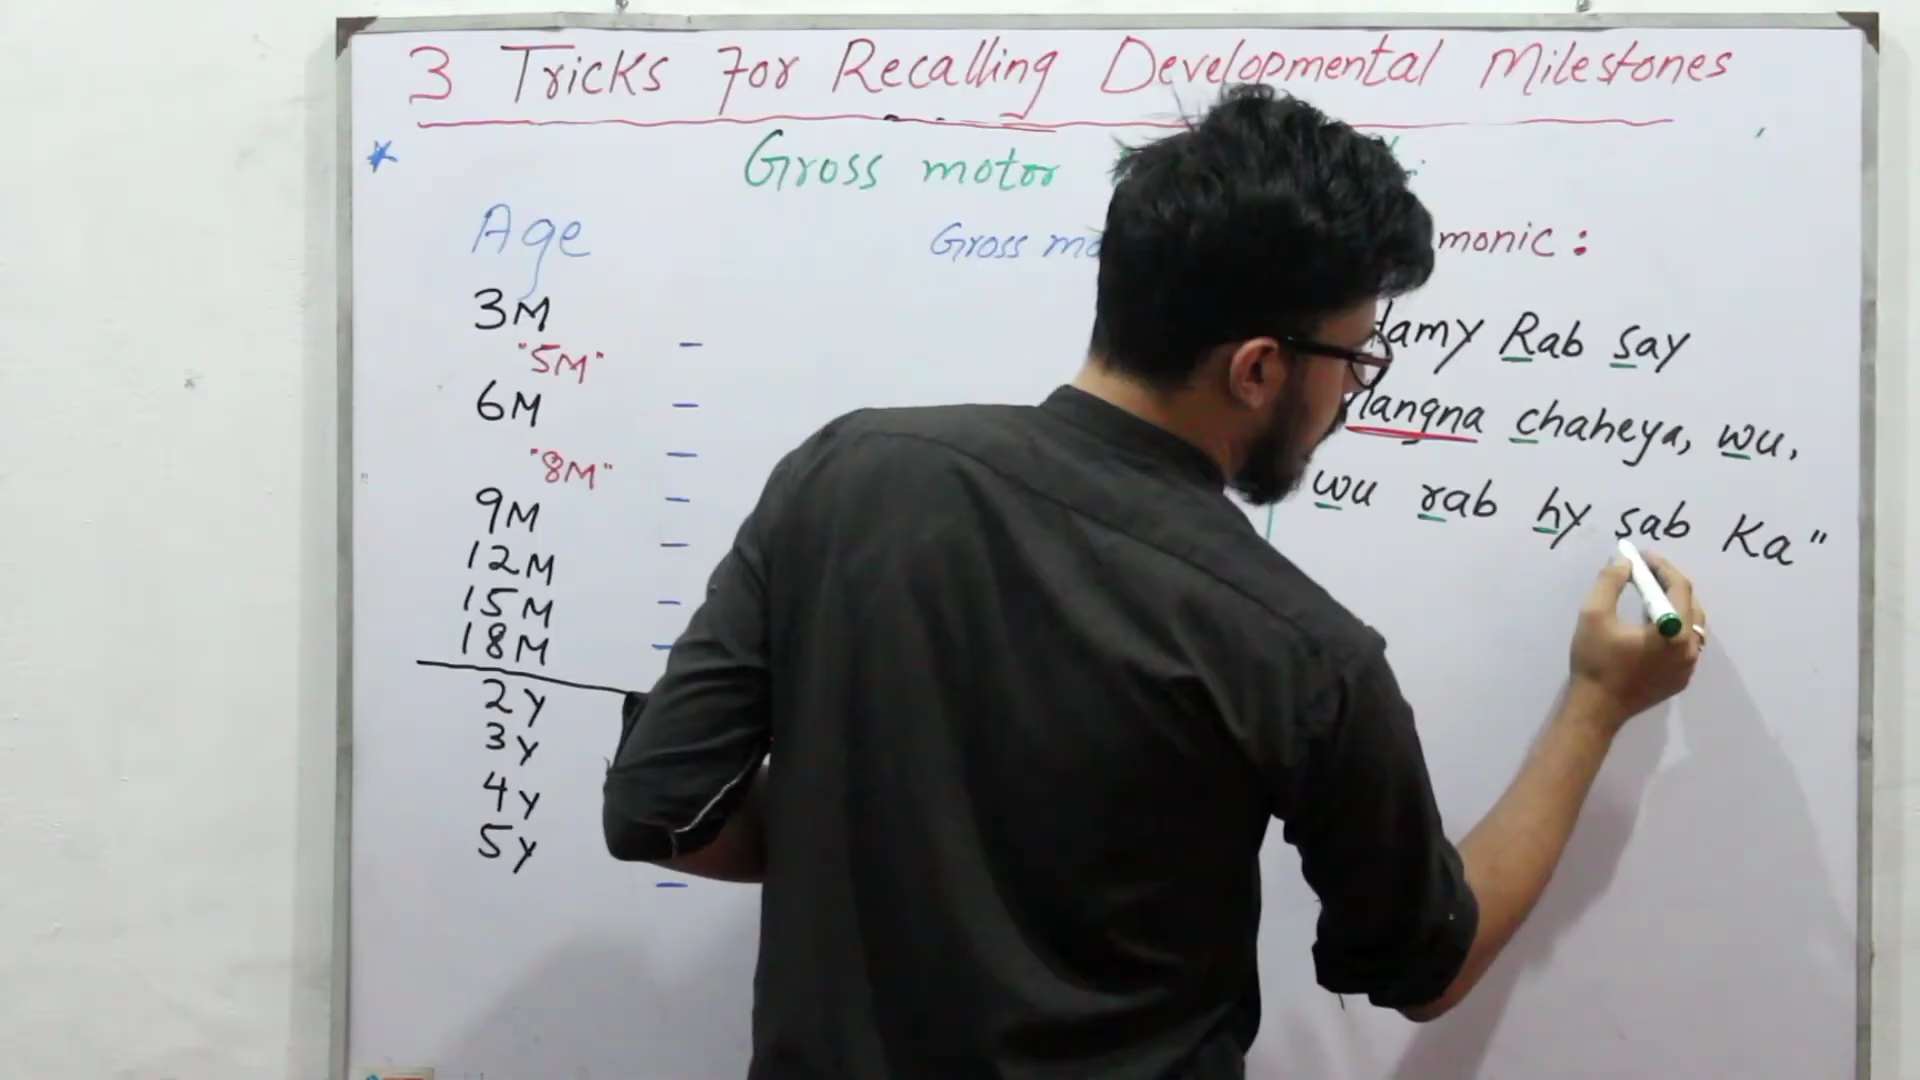 3 Tricks for Recalling Developmental Milestones
Gross motor
Age
Gross mo
monic :
3M
"5M"
6M
"8M"
9M
12M
15M
18M
2y
3y
4y
5y
amy Rab say
angna chaheya, wu,
wu rab hy sab Ka"